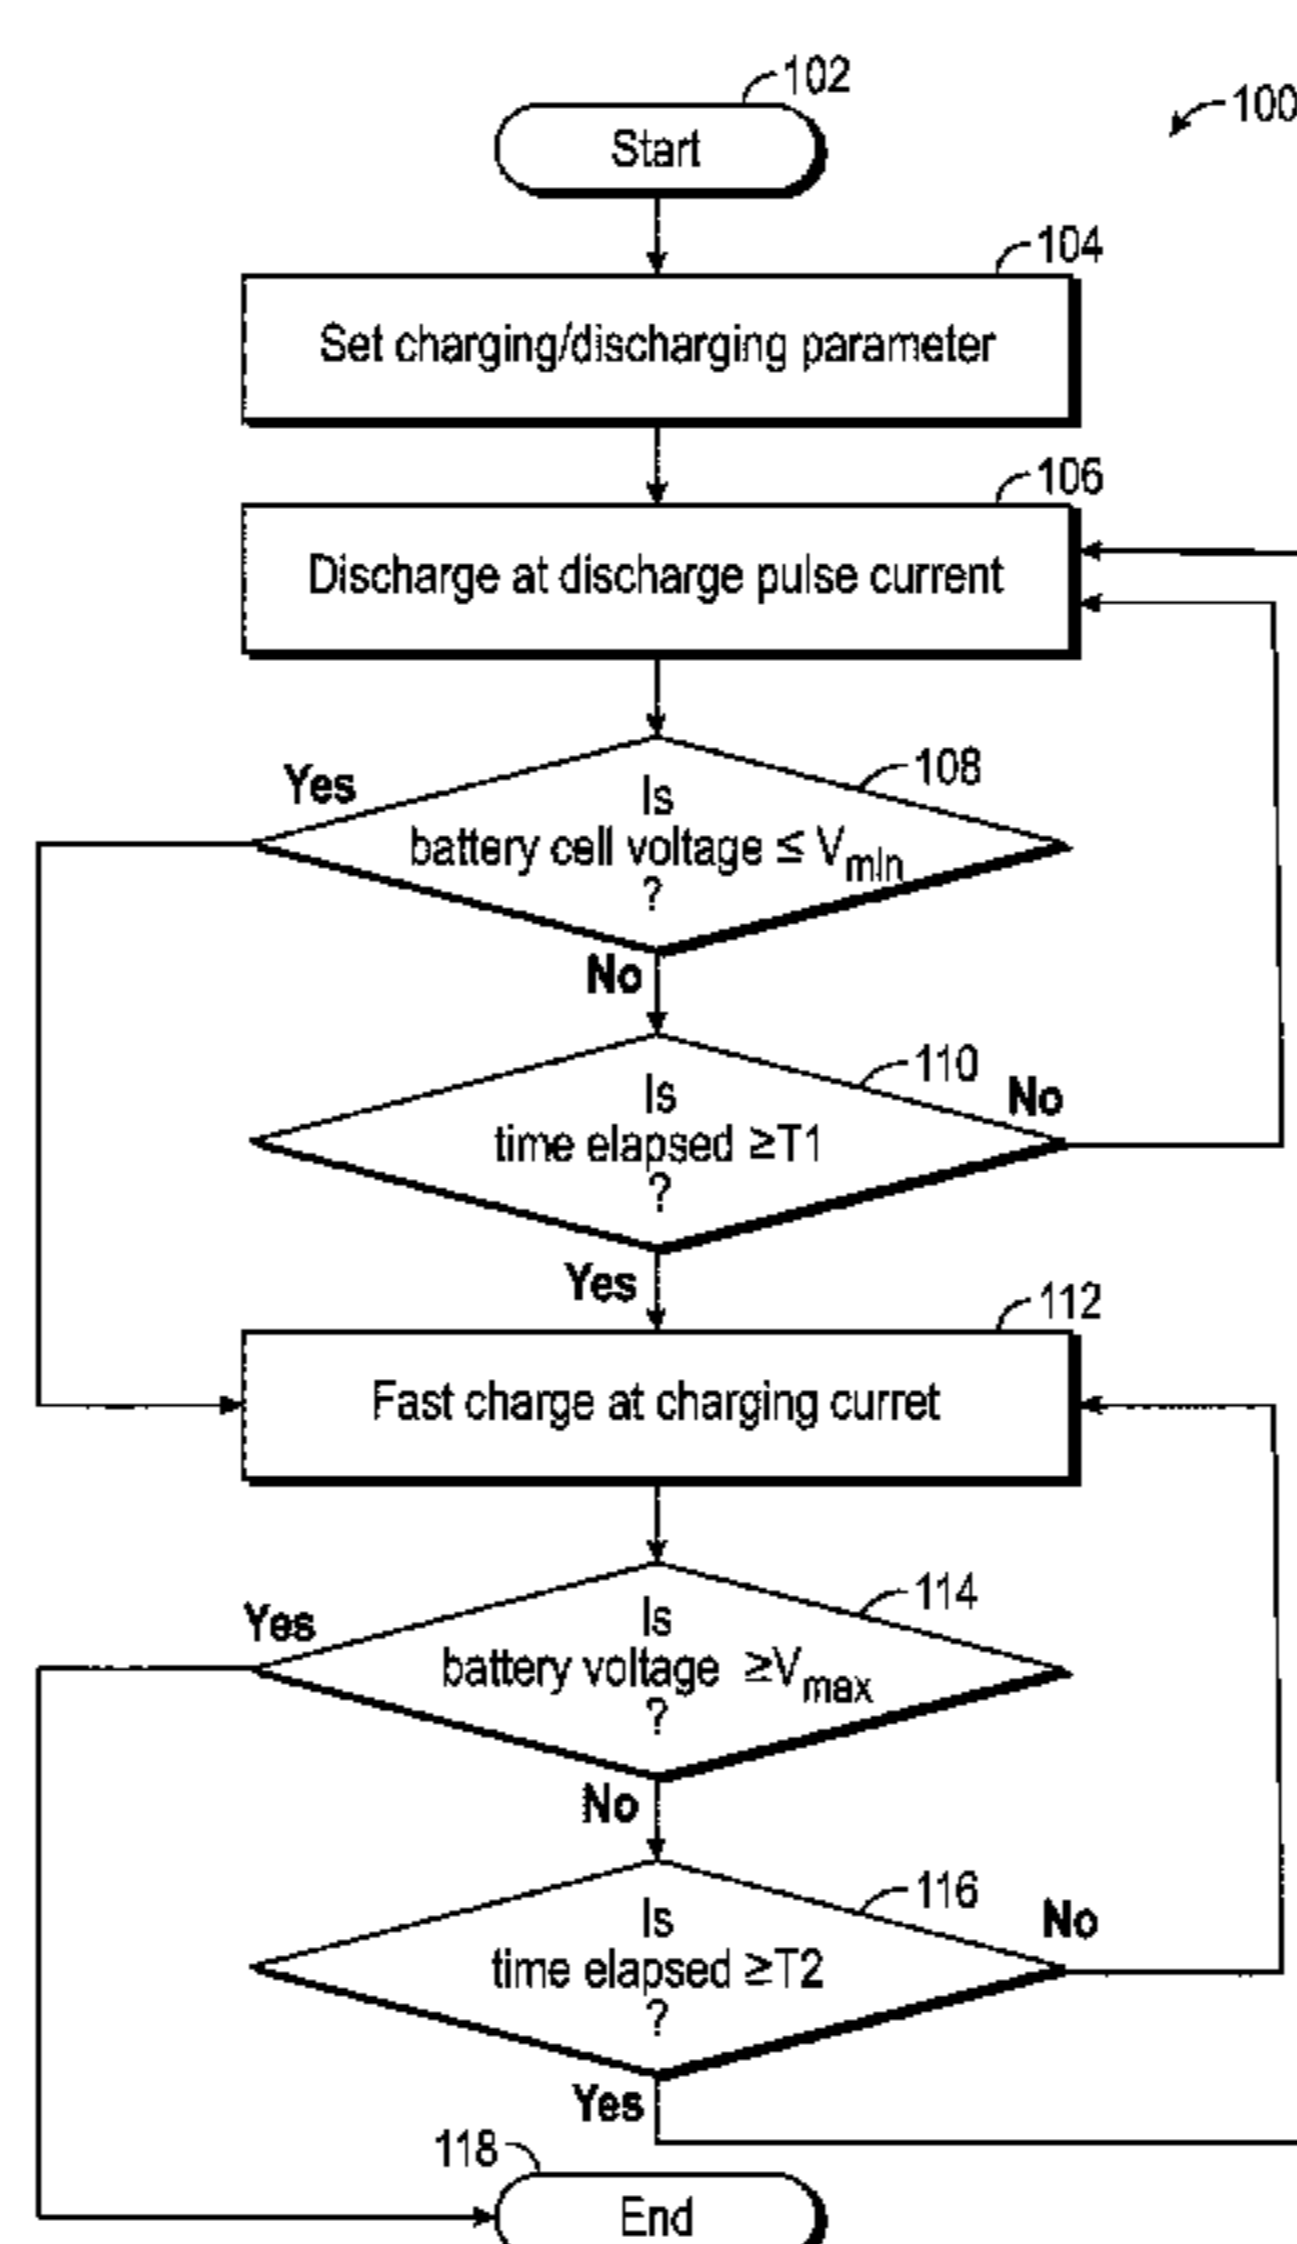 102
100
Start
104
Set charging/discharging parameter
106
Discharge at discharge pulse current
108
Yes
Is
battery cell voltage ≤ Vmin
?
No
110
Is
No
time elapsed ≥T1
?
Yes
112
Fast charge at charging curret
114
Yes
Is
battery voltage ≥Vmax
?
No
116
Is
No
time elapsed ≥T2
?
Yes
118
End